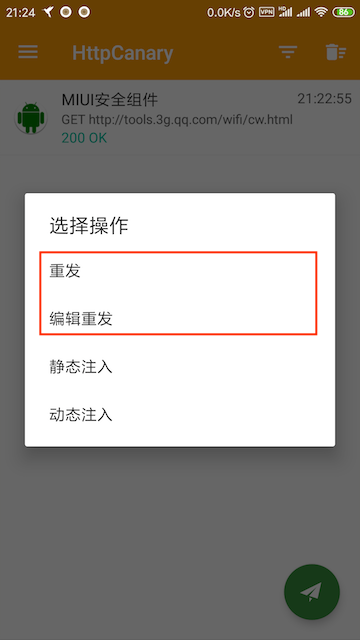 21:24
0.0K/s
VPN
HD
86
HttpCanary
MIUI安全组件
21:22:55
GET http://tools.3g.qq.com/wifi/cw.html
200 OK
选择操作
重发
编辑重发
静态注入
动态注入